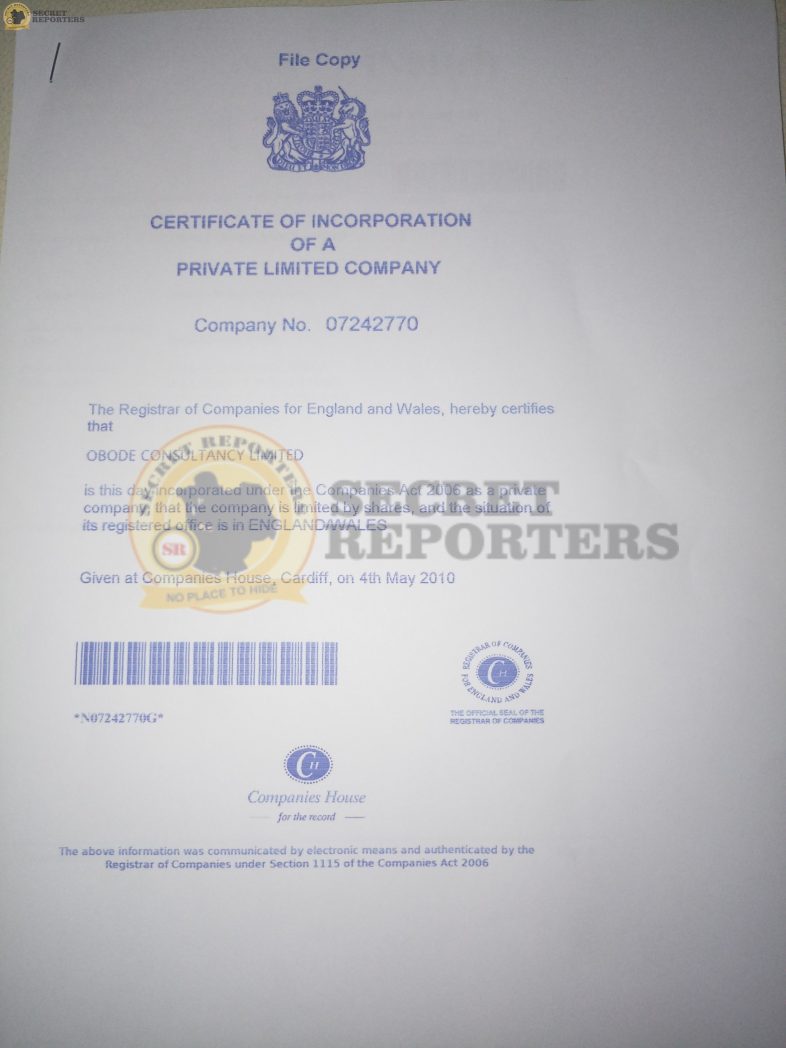 SECRET
REPORTERS
File Copy
CERTIFICATE OF INCORPORATION
OF A
PRIVATE LIMITED COMPANY
Company No. 07242770
The Registrar of Companies for England and Wales, hereby certifies
that
OBODE CONSULTANCY LIMITED
is this day incorporated under the Companies Act 2006 as a private
company, that the company is limited by shares, and the situation of
its registered office is in ENGLAND/WALES
SECRET REPORTERS
SR
NO PLACE TO HIDE
SECRET
REPORTERS
Given at Companies House, Cardiff, on 4th May 2010
*N07242770G*
REGISTRAR OF COMPANIES
FOR ENGLAND AND WALES
CH
THE OFFICIAL SEAL OF THE
REGISTRAR OF COMPANIES
CH
Companies House
for the record
The above information was communicated by electronic means and authenticated by the
Registrar of Companies under Section 1115 of the Companies Act 2006